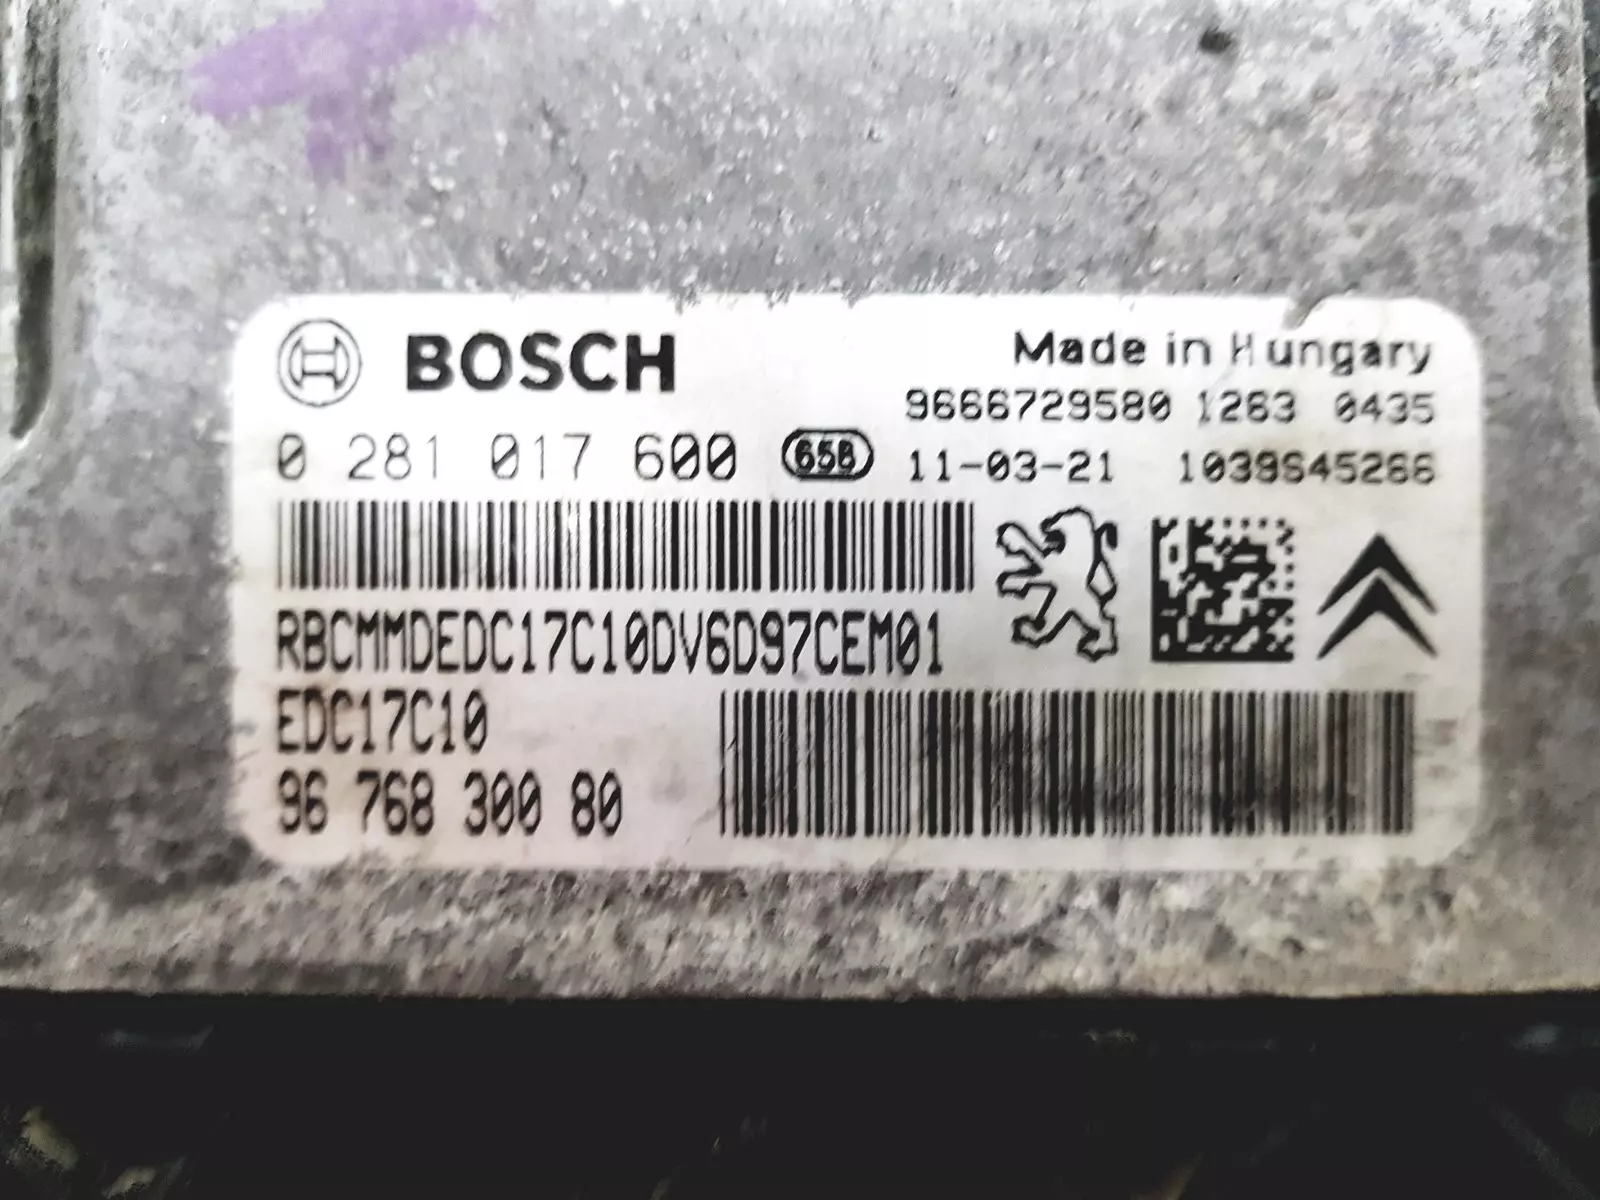 BOSCH
Made in Hungary
9666729580 1263 0435
0 281 017 600 65B 11-03-21 1039S45266
RBCMMDEDC17C10DV6D97CEM01
EDC17C10
96 768 300 80